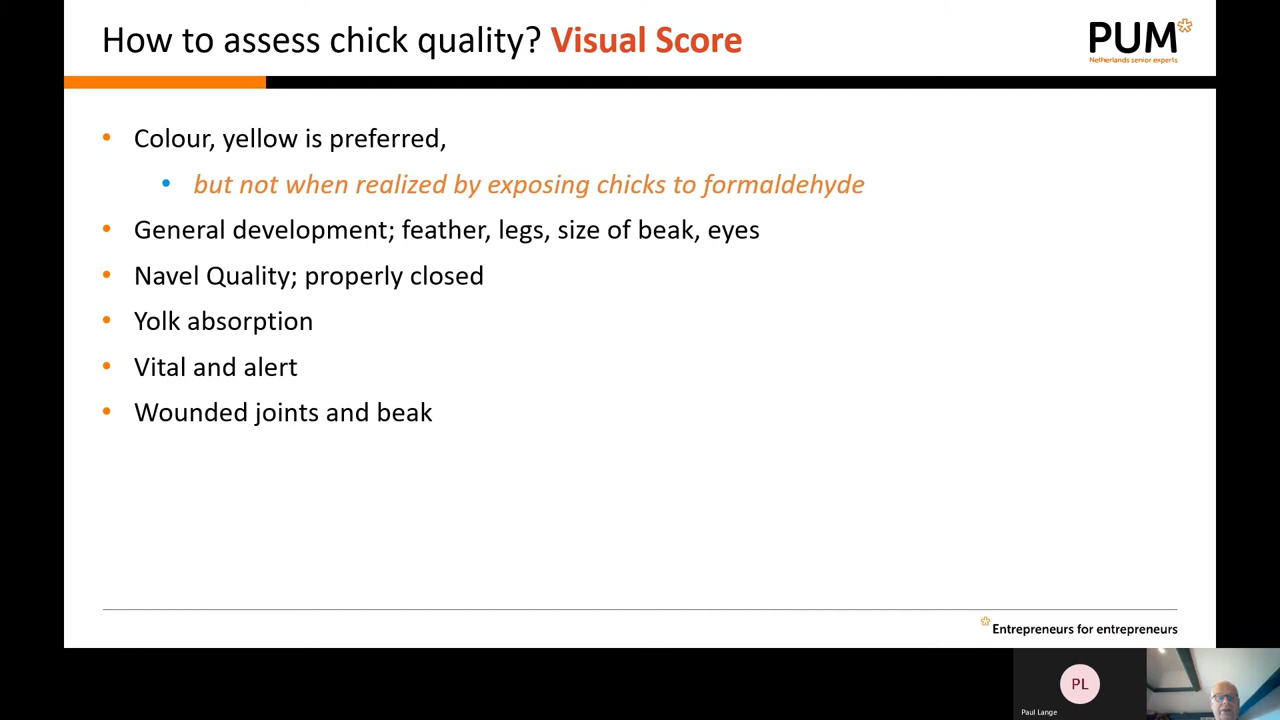 How to assess chick quality? Visual Score
PUM
Netherlands senior experts
• Colour, yellow is preferred,
• but not when realized by exposing chicks to formaldehyde
• General development; feather, legs, size of beak, eyes
• Navel Quality; properly closed
• Yolk absorption
• Vital and alert
• Wounded joints and beak
Entrepreneurs for entrepreneurs
PL
Paul Lange